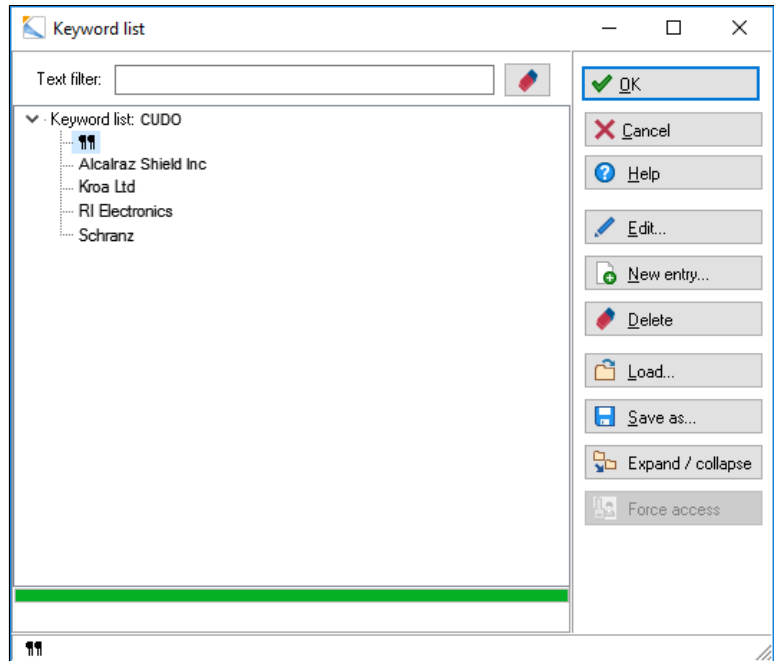 Keyword list
Text filter:
Keyword list: CUDO
¶¶
Alcalraz Shield Inc
Kroa Ltd
RI Electronics
Schranz
OK
Cancel
Help
Edit...
New entry...
Delete
Load...
Save as...
Expand / collapse
Force access
¶¶